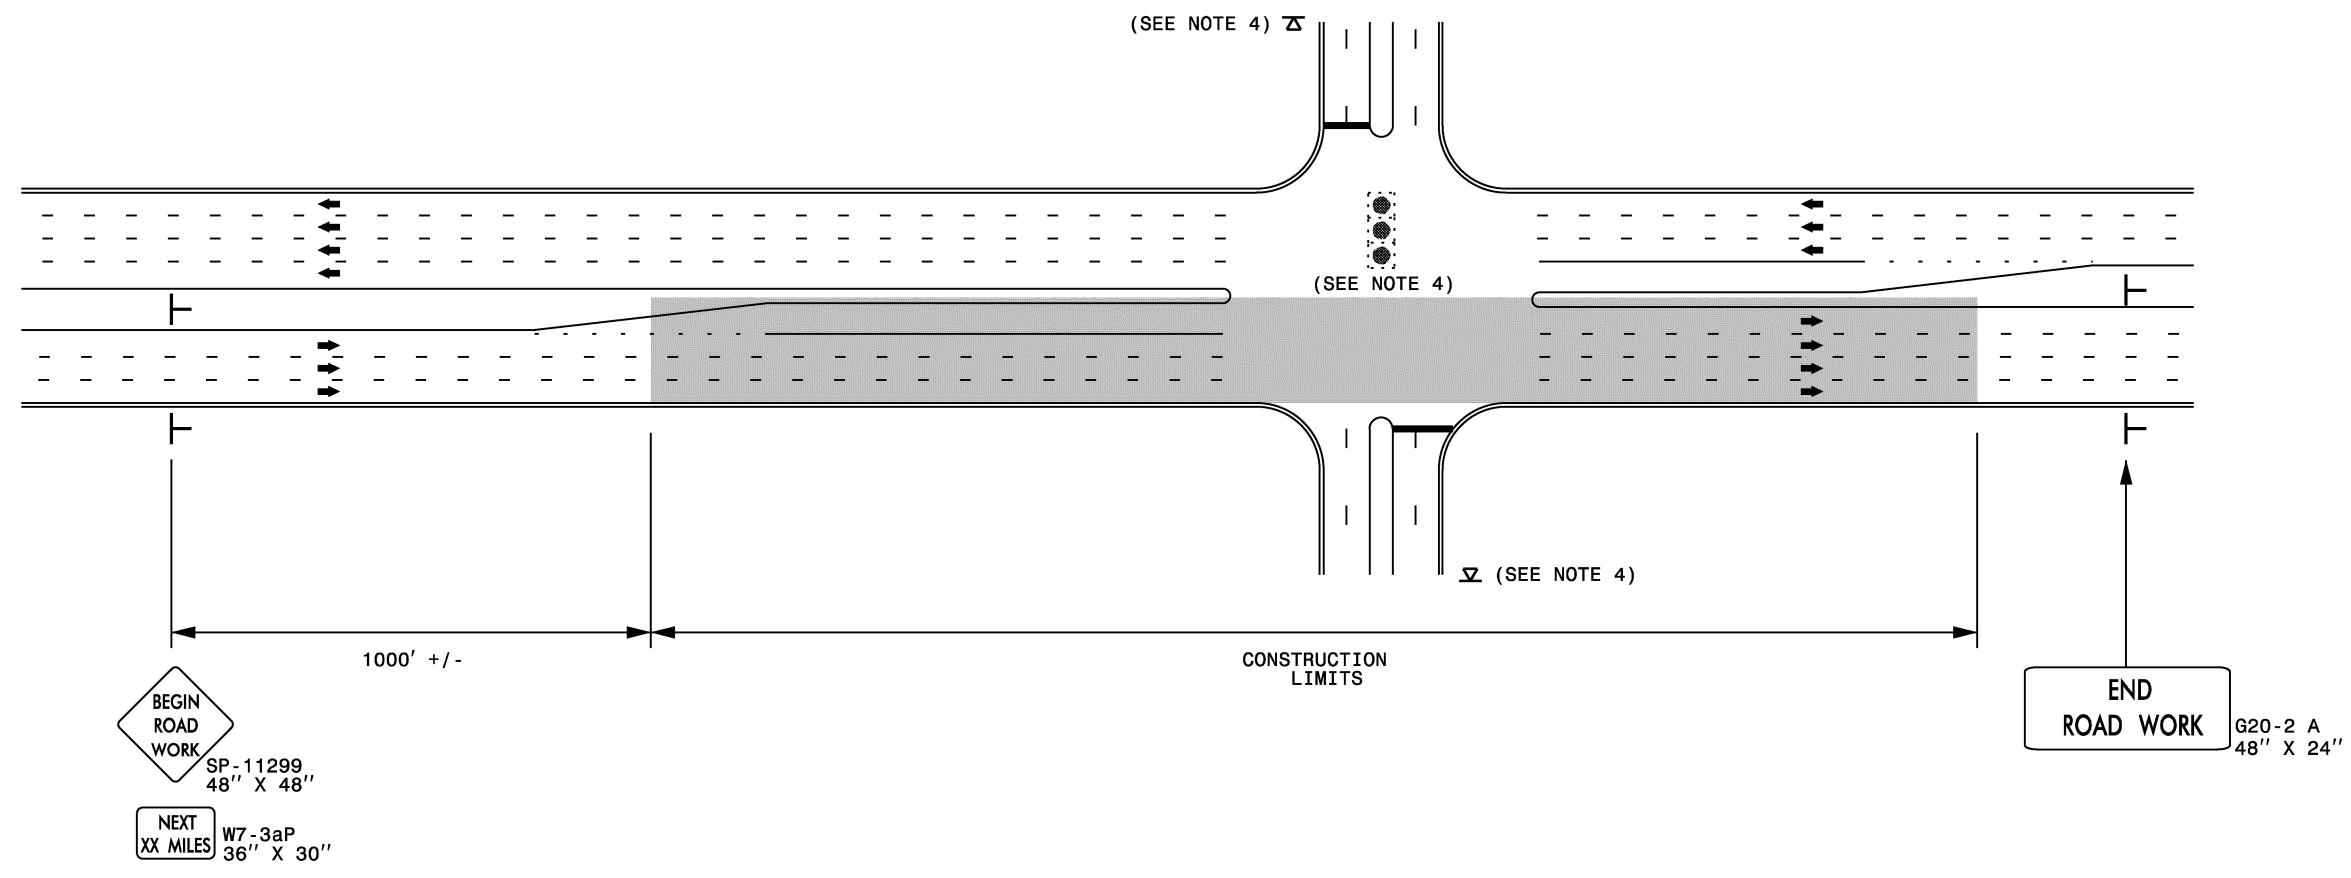 (SEE NOTE 4)
(SEE NOTE 4)
(SEE NOTE 4)
1000' +/-
CONSTRUCTION
LIMITS
BEGIN
ROAD
WORK
SP-11299
48'' X 48''
NEXT
XX MILES
W7-3aP
36'' X 30''
END
ROAD WORK
G20-2 A
48'' X 24''